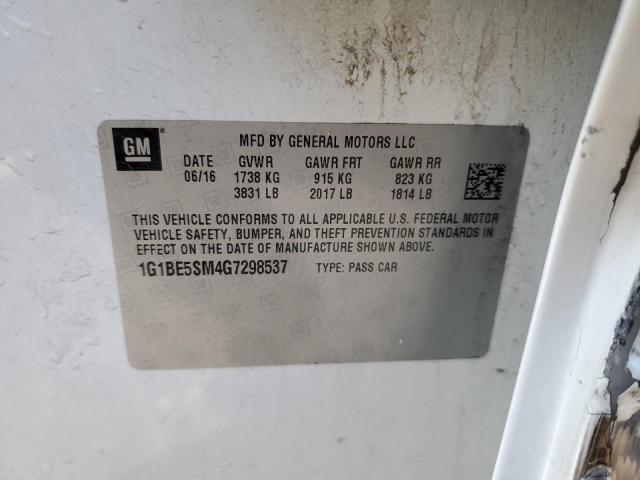 GM
MFD BY GENERAL MOTORS LLC
DATE GVWR GAWR FRT GAWR RR
06/16 1738 KG 915 KG 823 KG
3831 LB 2017 LB 1814 LB
THIS VEHICLE CONFORMS TO ALL APPLICABLE U.S. FEDERAL MOTOR
VEHICLE SAFETY, BUMPER, AND THEFT PREVENTION STANDARDS IN
EFFECT ON THE DATE OF MANUFACTURE SHOWN ABOVE.
1G1BE5SM4G7298537 TYPE: PASS CAR